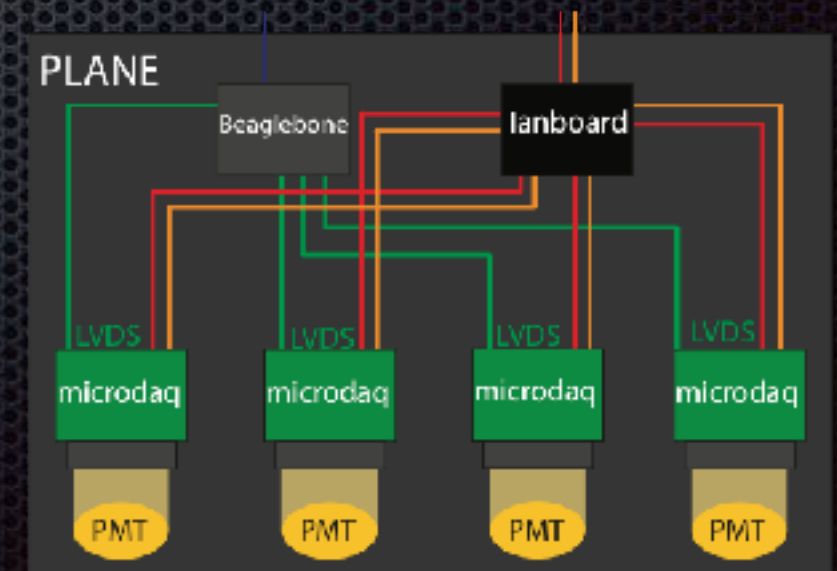 PLANE
Beaglebone
lanboard
LVDS
LVDS
LVDS
LVDS
microdaq
microdaq
microdaq
microdaq
PMT
PMT
PMT
PMT